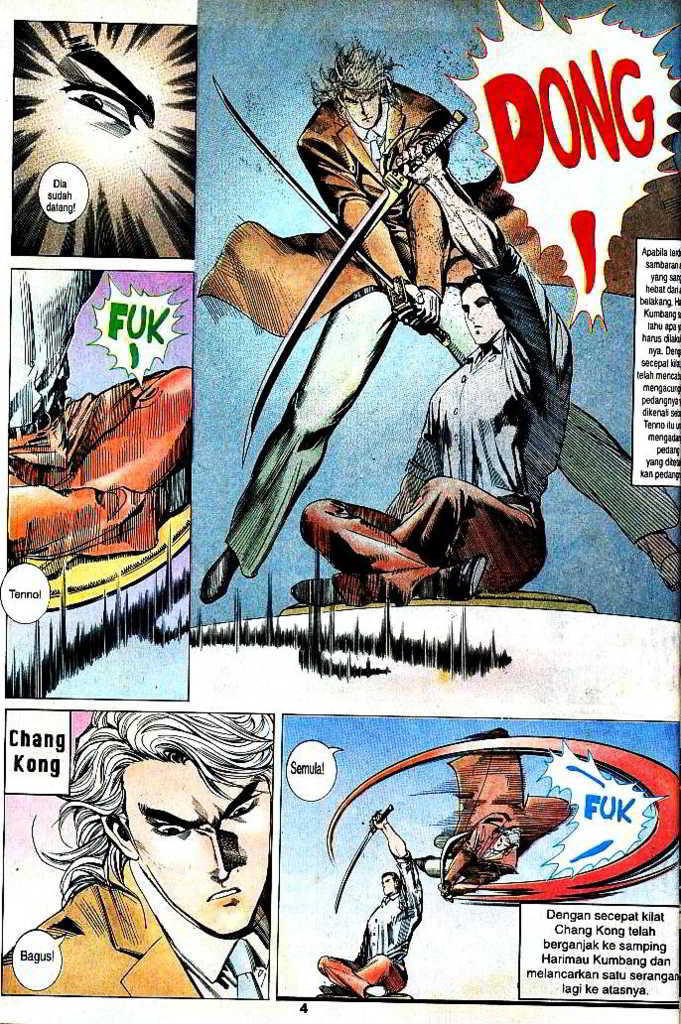 Dia
sudah
datang!
DONG
!
FUK
!
Tenno!
Apabila
sambaran
yang
hebat dari
belakang,
Kumbang
tahu apa
harus
nya.
secepat
telah
pedangnya
dikenali
Tenno itu
pedang
yang
kan pedang
Chang
Kong
Bagus!
Semula!
FUK
Dengan secepat kilat
Chang Kong telah
berganjak ke samping
Harimau Kumbang dan
melancarkan satu serangan
lagi ke atasnya.
4